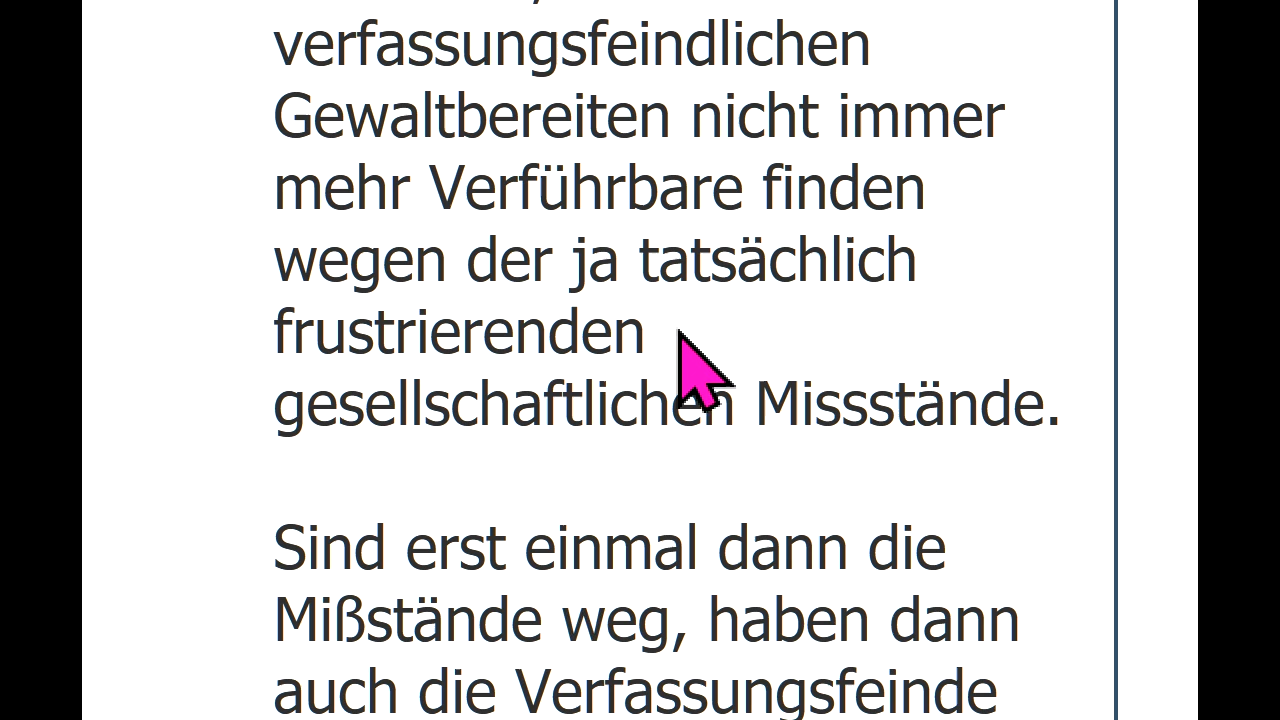 verfassungsfeindlichen
Gewaltbereiten nicht immer
mehr Verführbare finden
wegen der ja tatsächlich
frustrierenden
gesellschaftlichen Missstände.
Sind erst einmal dann die
Mißstände weg, haben dann
auch die Verfassungsfeinde